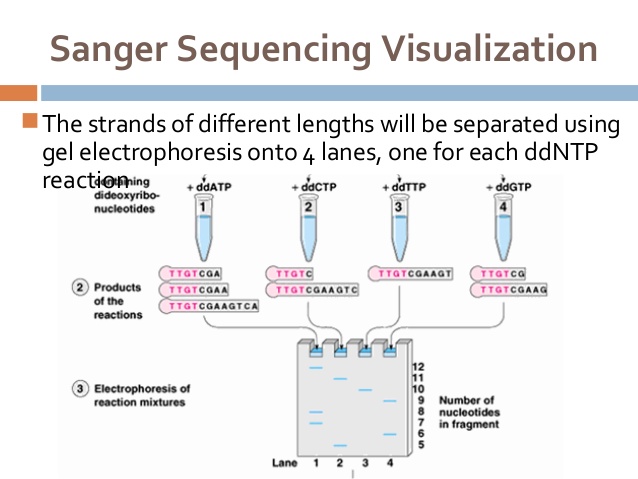 Sanger Sequencing Visualization
The strands of different lengths will be separated using
gel electrophoresis onto 4 lanes, one for each ddNTP
reaction
containing
dideoxyribo-
nucleotides
+ ddATP
+ ddCTP
+ ddTTP
+ ddGTP
1
2
3
4
2 Products
of the
reactions
TTGTCGA
TTGTCGAA
TTGTCGAAGTCA
TTGTC
TTGTCGAAGTC
TTGTCGAAGT
TTGTCG
TTGTCGAAG
3 Electrophoresis of
reaction mixtures
12
11
10
9
8
7
6
5
Number of
nucleotides
in fragment
Lane 1 2 3 4